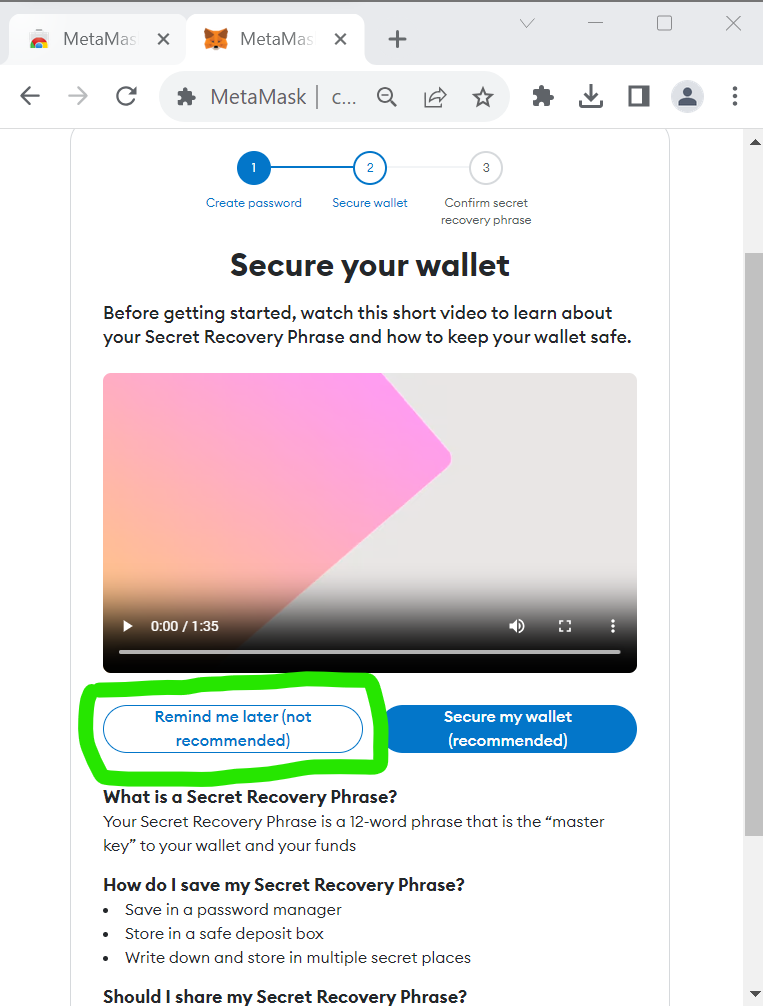 MetaMas
MetaMas
MetaMask | c...
1
2
3
Create password
Secure wallet
Confirm secret
recovery phrase
Secure your wallet
Before getting started, watch this short video to learn about
your Secret Recovery Phrase and how to keep your wallet safe.
0:00 / 1:35
Remind me later (not
recommended)
Secure my wallet
(recommended)
What is a Secret Recovery Phrase?
Your Secret Recovery Phrase is a 12-word phrase that is the “master
key” to your wallet and your funds
How do I save my Secret Recovery Phrase?
• Save in a password manager
• Store in a safe deposit box
• Write down and store in multiple secret places
Should I share my Secret Recovery Phrase?